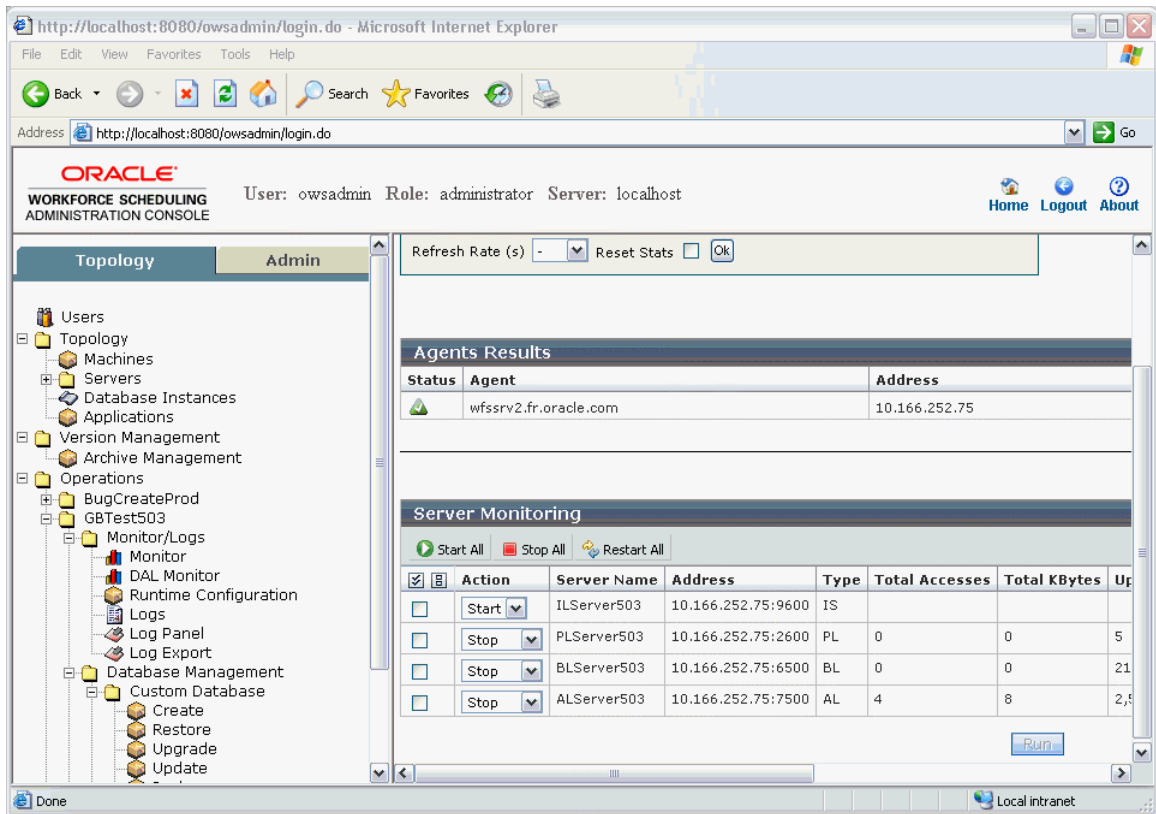 http://localhost:8080/owsadmin/login.do - Microsoft Internet Explorer
File Edit View Favorites Tools Help
Back Search Favorites
Address http://localhost:8080/owsadmin/login.do Go
ORACLE
WORKFORCE SCHEDULING
ADMINISTRATION CONSOLE
User: owsadmin Role: administrator Server: localhost
Home Logout About
Topology Admin
Users
Topology
Machines
Servers
Database Instances
Applications
Version Management
Archive Management
Operations
BugCreateProd
GBTest503
Monitor/Logs
Monitor
DAL Monitor
Runtime Configuration
Logs
Log Panel
Log Export
Database Management
Custom Database
Create
Restore
Upgrade
Update
Refresh Rate (s) - Reset Stats Ok
Agents Results
Status Agent Address
wfssrv2.fr.oracle.com 10.166.252.75
Server Monitoring
Start All Stop All Restart All
Action Server Name Address Type Total Accesses Total KBytes Up
Start ILServer503 10.166.252.75:9600 IS
Stop PLServer503 10.166.252.75:2600 PL 0 0 5
Stop BLServer503 10.166.252.75:6500 BL 0 0 21
Stop ALServer503 10.166.252.75:7500 AL 4 8 2,5
Run
Done Local intranet